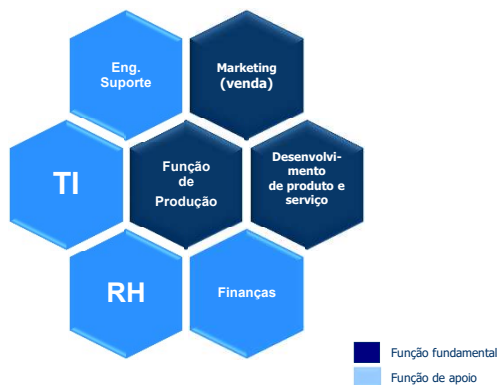 Eng.
Suporte
Marketing
(venda)
TI
Função
de
Produção
Desenvolvi-
mento
de produto e
serviço
RH
Finanças
Função fundamental
Função de apoio